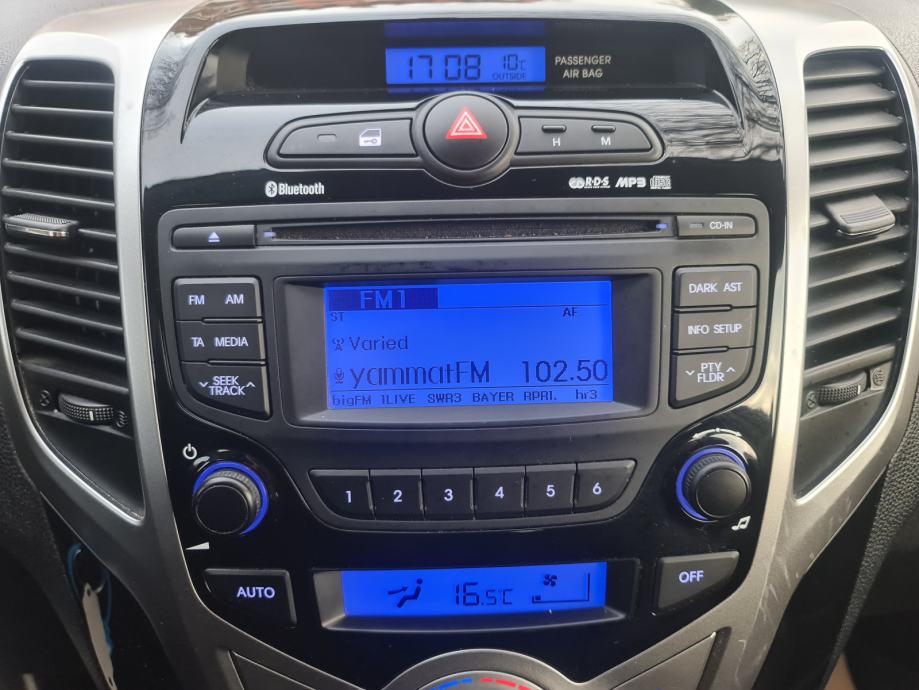 17 08 10°C
OUTSIDE
PASSENGER
AIR BAG
H M
Bluetooth
R·D·S MP3
CD-IN
FM AM
TA MEDIA
SEEK
TRACK
FM1
ST AF
Varied
yammatFM 102.50
bigFM 1LIVE SWR3 BAYER RPR1. hr3
DARK AST
INFO SETUP
PTY
FLDR
1 2 3 4 5 6
AUTO
16.5°C
OFF